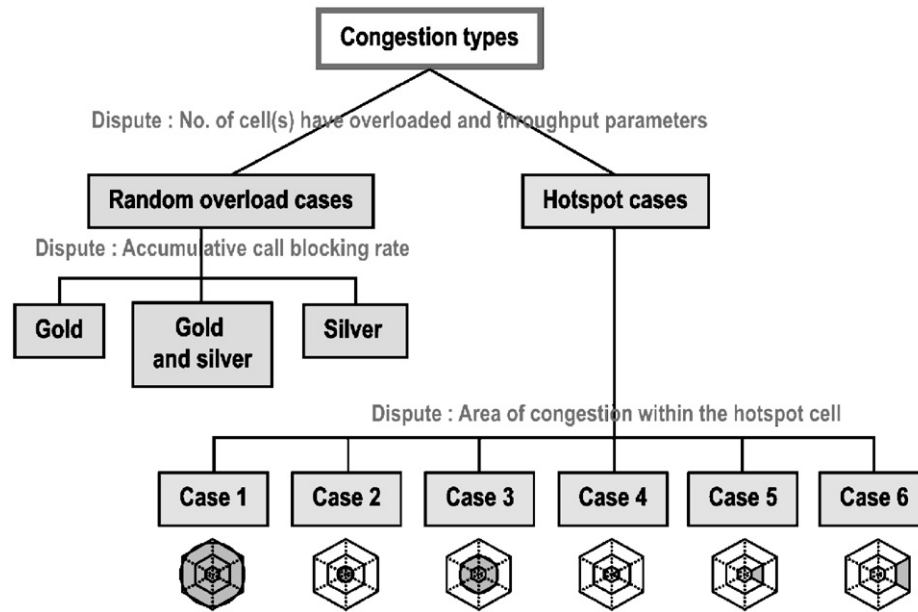 Congestion types
Dispute : No. of cell(s) have overloaded and throughput parameters
Random overload cases
Hotspot cases
Dispute : Accumulative call blocking rate
Gold
Gold
and silver
Silver
Dispute : Area of congestion within the hotspot cell
Case 1
Case 2
Case 3
Case 4
Case 5
Case 6